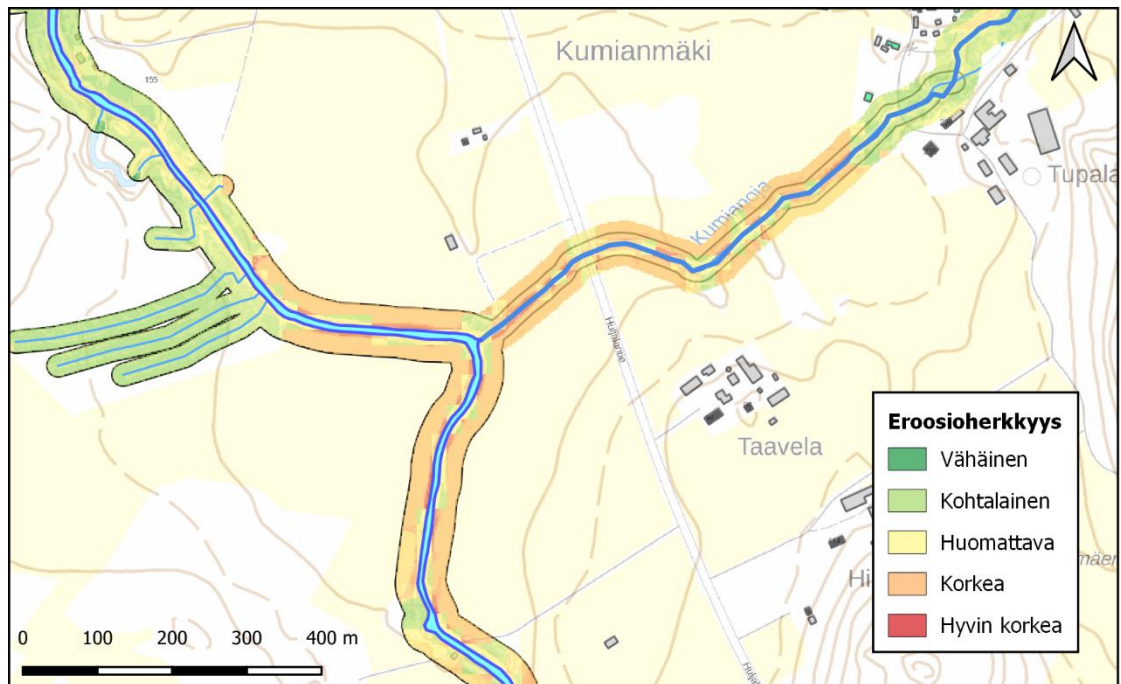 Kumianmäki
155
Tupala
Kumianoja
Huljalantie
Taavela
Eroosioherkkyys
Vähäinen
Kohtalainen
Huomattava
Korkea
Hyvin korkea
0 100 200 300 400 m